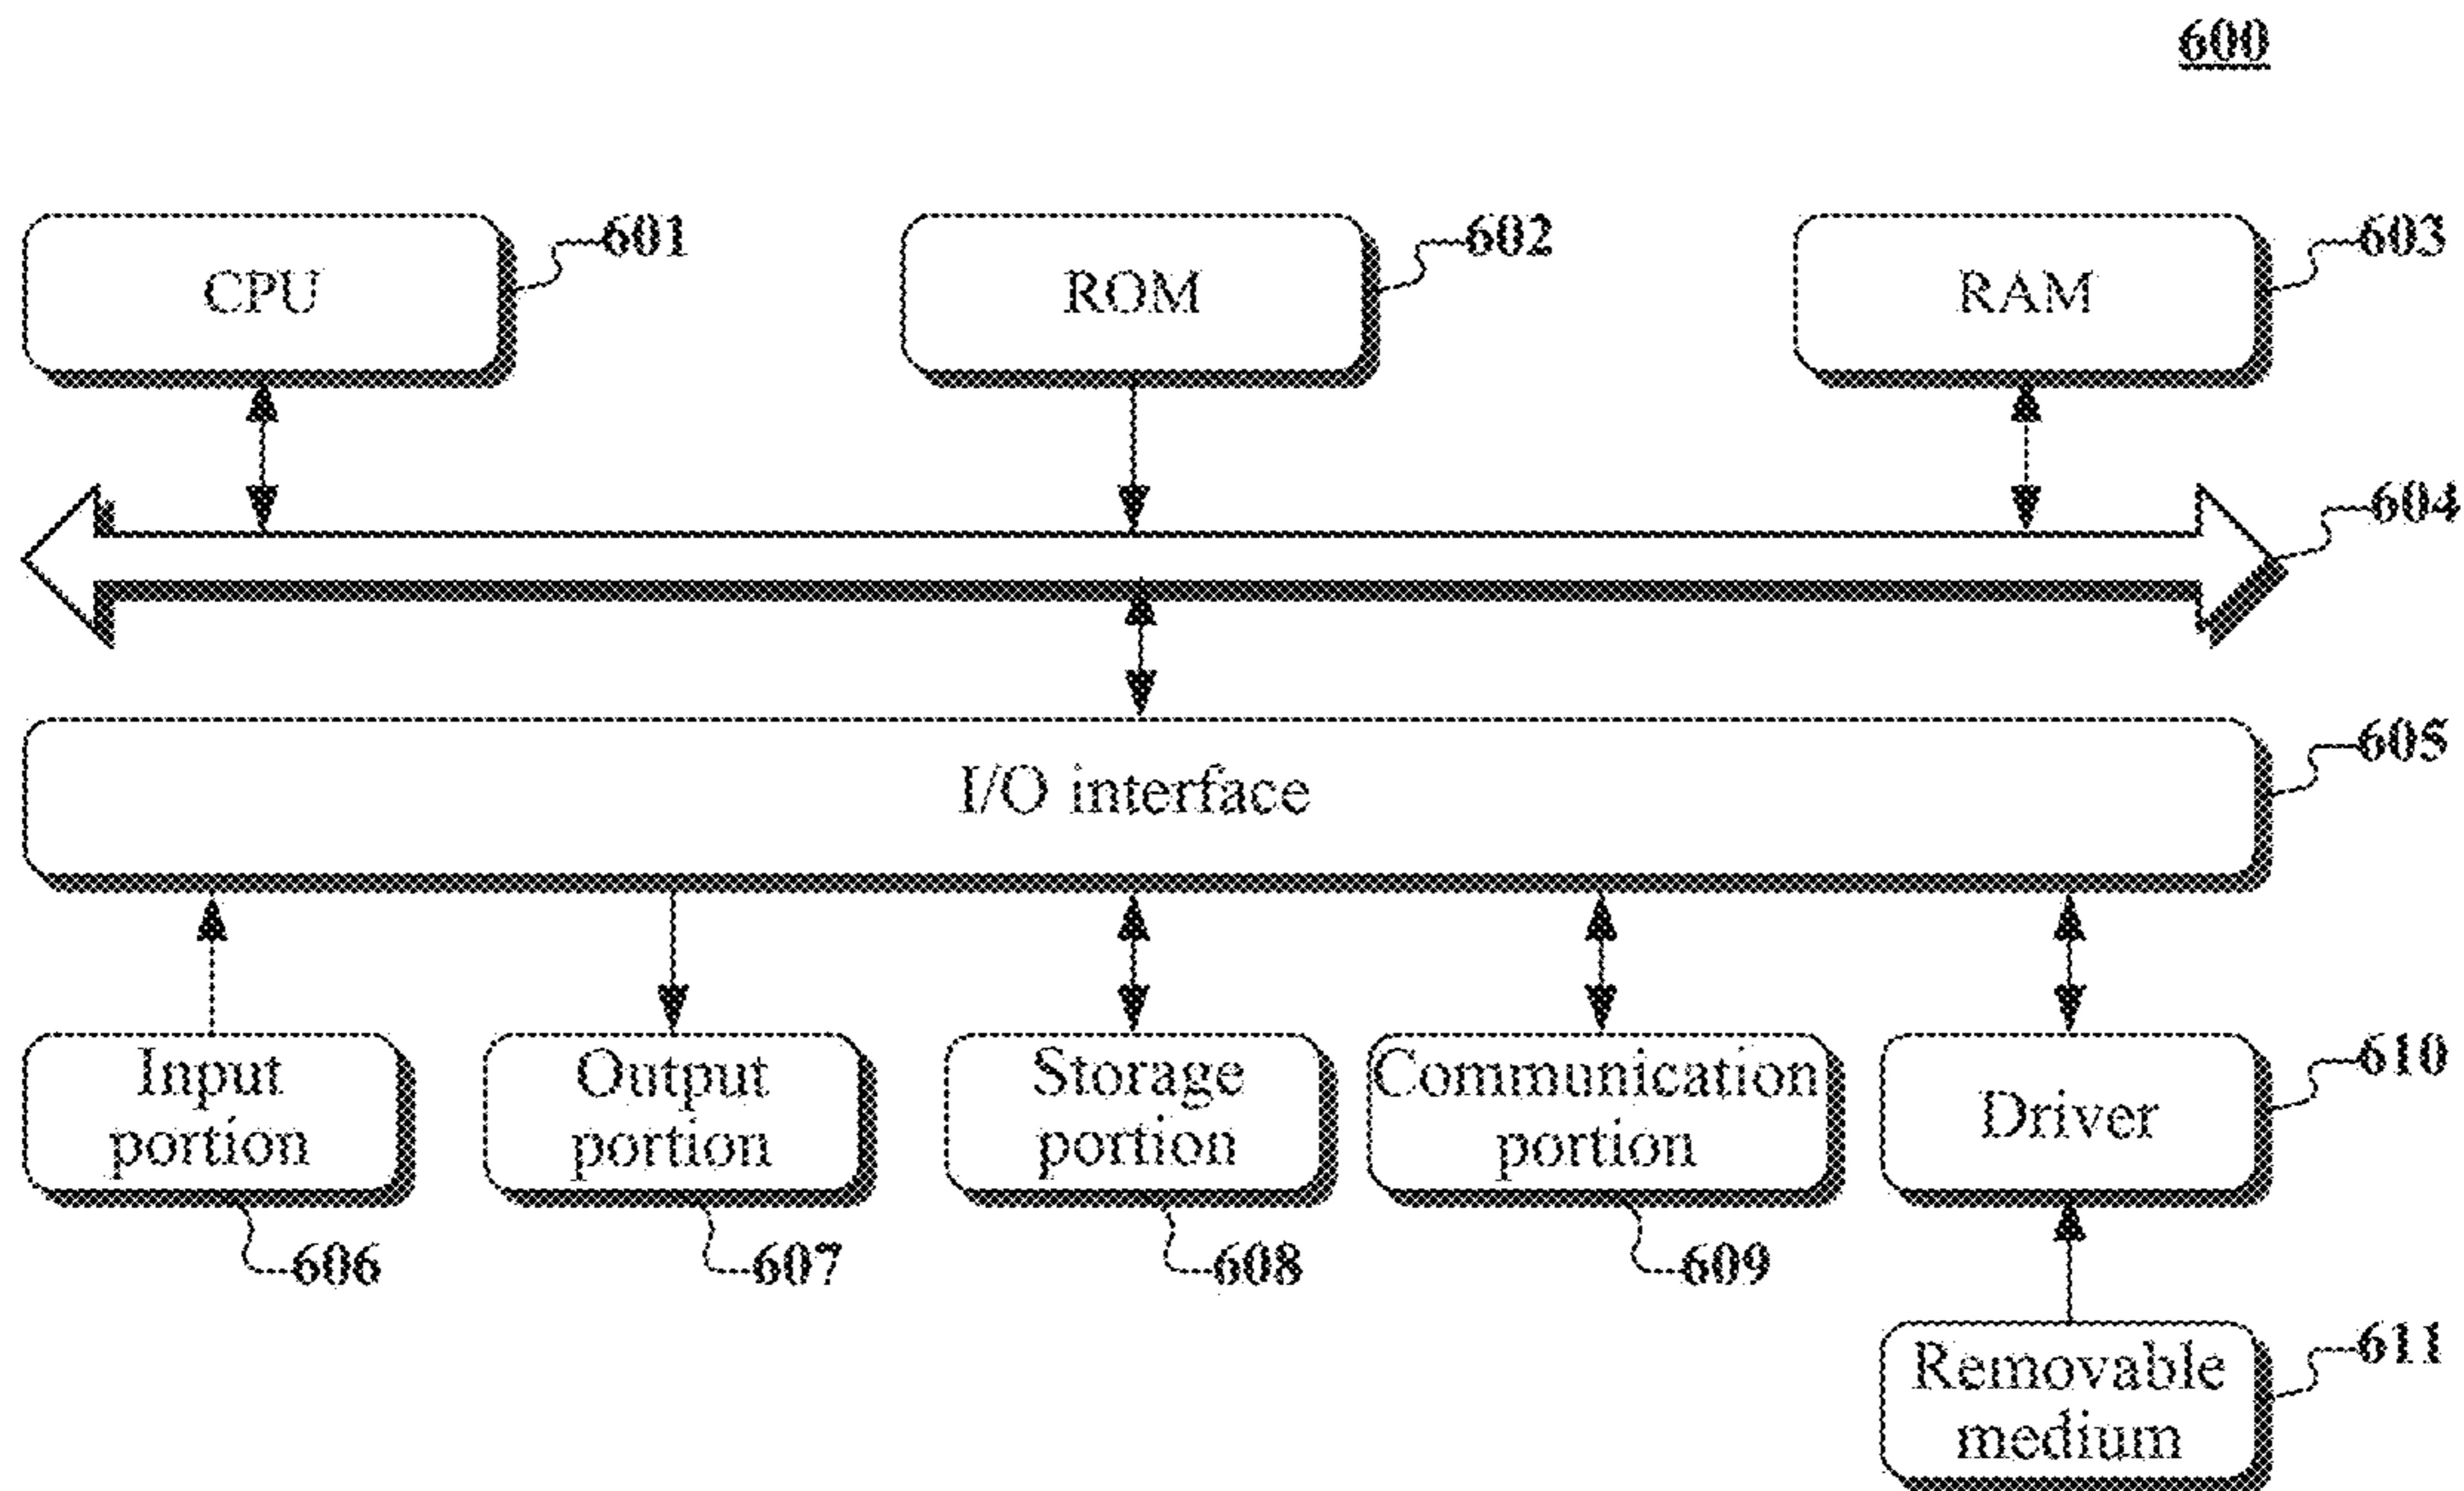 600
CPU
601
ROM
602
RAM
603
604
I/O interface
605
Input
portion
606
Output
portion
607
Storage
portion
608
Communication
portion
609
Driver
610
Removable
medium
611